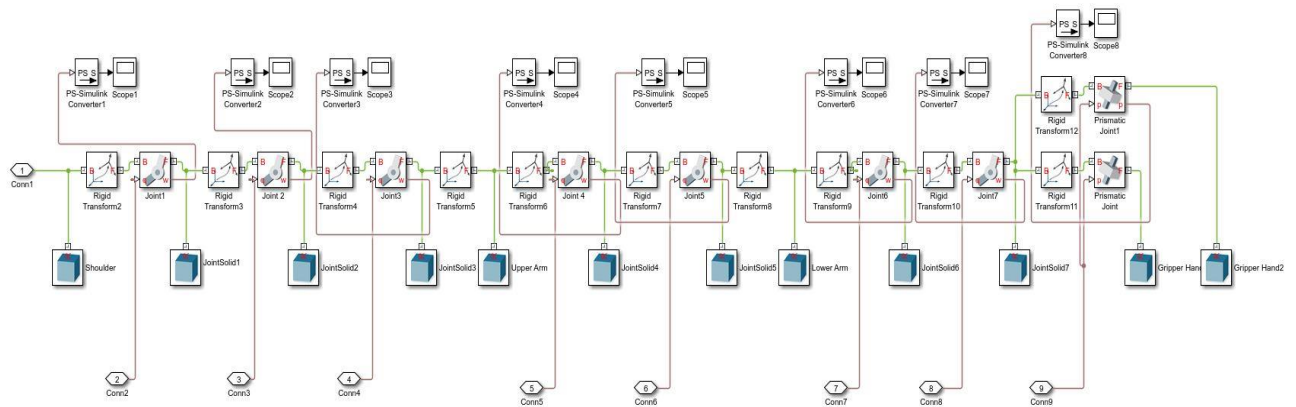 PS S
PS-Simulink
Converter1
Scope1
PS S
PS-Simulink
Converter2
Scope2
PS S
PS-Simulink
Converter3
Scope3
PS S
PS-Simulink
Converter4
Scope4
PS S
PS-Simulink
Converter5
Scope5
PS S
PS-Simulink
Converter6
Scope6
PS S
PS-Simulink
Converter7
Scope7
PS S
PS-Simulink
Converter8
Scope8
Rigid
Transform12
Prismatic
Joint1
1
Conn1
Rigid
Transform2
Joint1
Rigid
Transform3
Joint 2
Rigid
Transform4
Joint3
Rigid
Transform5
Rigid
Transform6
Joint 4
Rigid
Transform7
Joint5
Rigid
Transform8
Rigid
Transform9
Joint6
Rigid
Transform10
Joint7
Rigid
Transform11
Prismatic
Joint
Shoulder
JointSolid1
JointSolid2
JointSolid3
Upper Arm
JointSolid4
JointSolid5
Lower Arm
JointSolid6
JointSolid7
Gripper Hand2
2
Conn2
3
Conn3
4
Conn4
5
Conn5
6
Conn6
7
Conn7
8
Conn8
9
Conn9